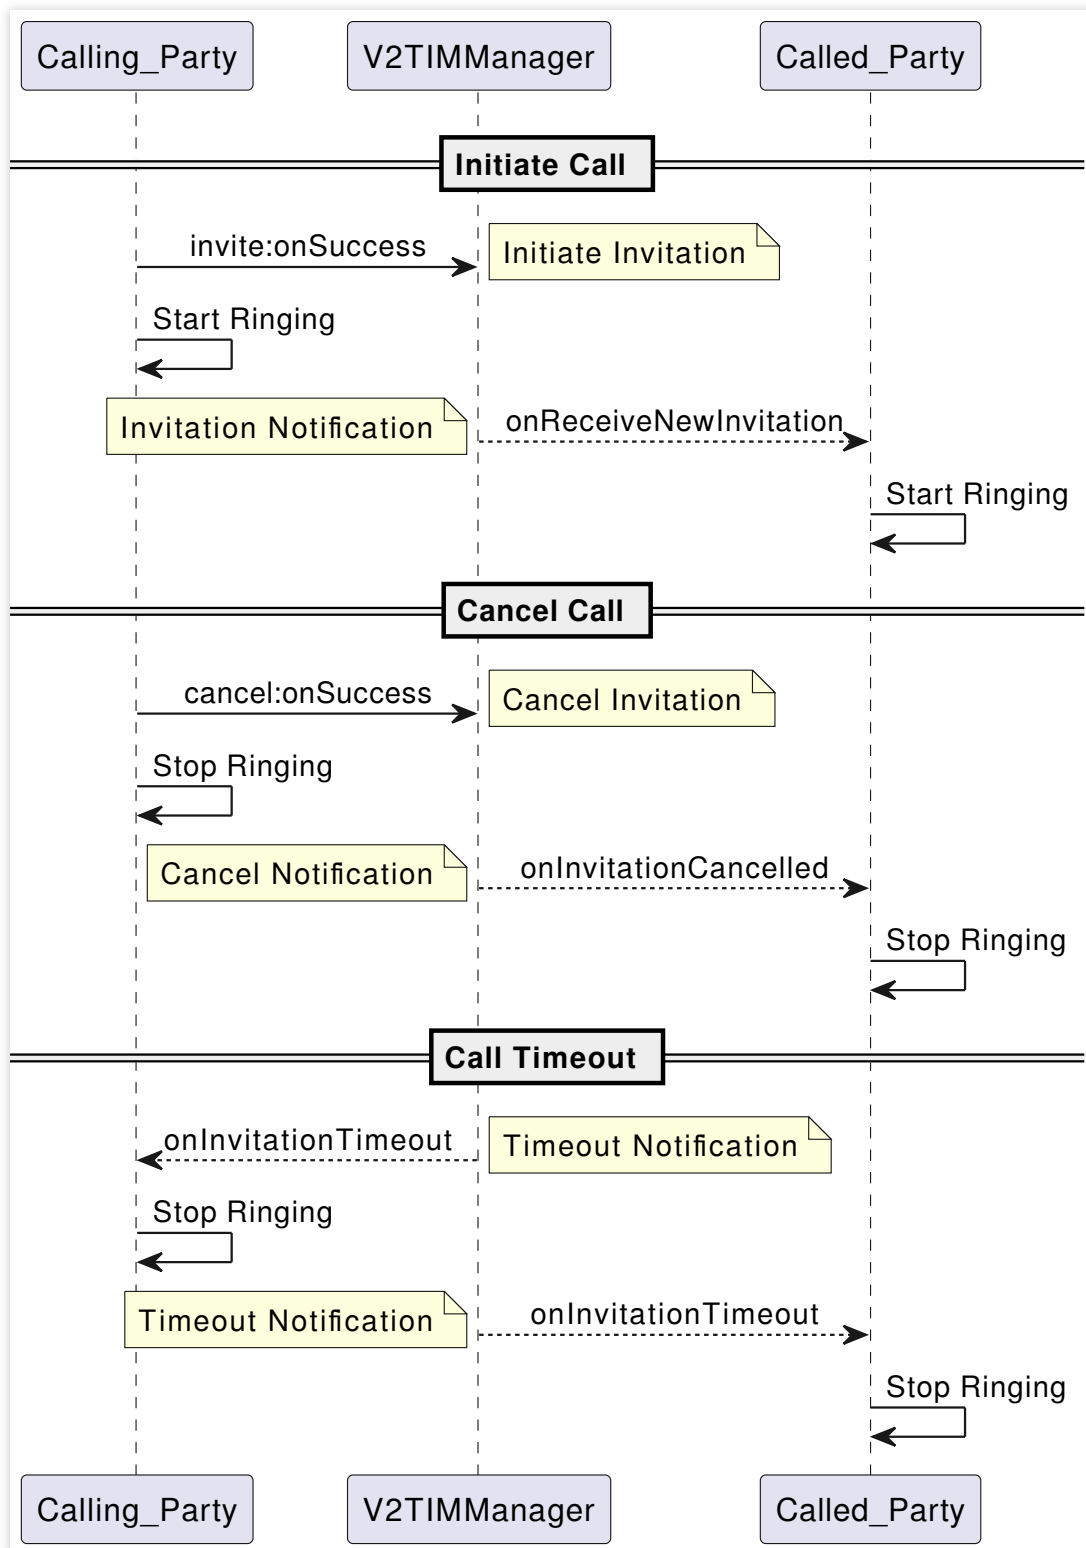 Calling_Party
V2TIMManager
Called_Party
Initiate Call
invite:onSuccess
Initiate Invitation
Start Ringing
Invitation Notification
onReceiveNewInvitation
Start Ringing
Cancel Call
cancel:onSuccess
Cancel Invitation
Stop Ringing
Cancel Notification
onInvitationCancelled
Stop Ringing
Call Timeout
onInvitationTimeout
Timeout Notification
Stop Ringing
Timeout Notification
onInvitationTimeout
Stop Ringing
Calling_Party
V2TIMManager
Called_Party